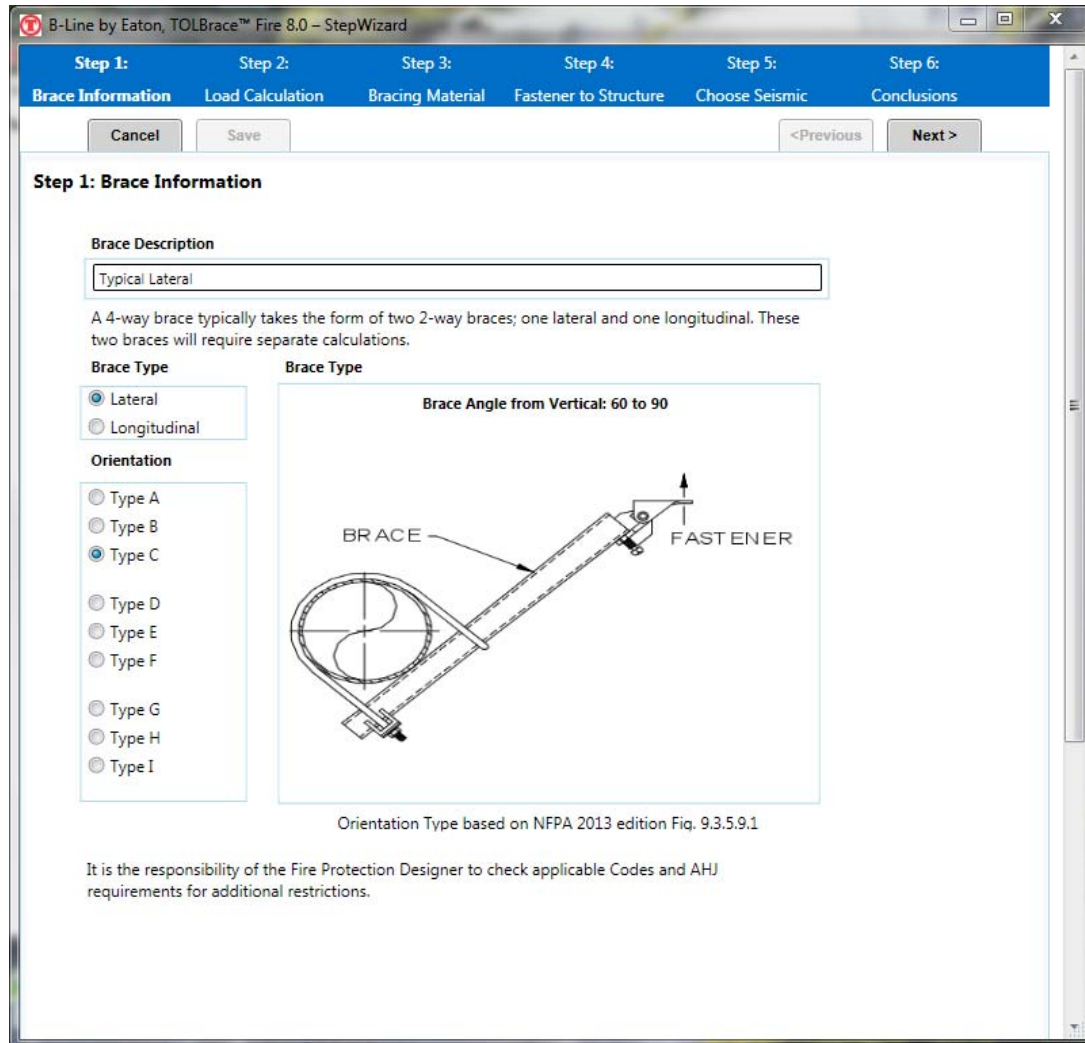 B-Line by Eaton, TOLBrace™ Fire 8.0 – StepWizard
Step 1: Step 2: Step 3: Step 4: Step 5: Step 6:
Brace Information Load Calculation Bracing Material Fastener to Structure Choose Seismic Conclusions
Cancel Save <Previous Next >
Step 1: Brace Information
Brace Description
Typical Lateral
A 4-way brace typically takes the form of two 2-way braces; one lateral and one longitudinal. These
two braces will require separate calculations.
Brace Type Brace Type
Lateral
Longitudinal
Orientation
Type A
Type B
Type C
Type D
Type E
Type F
Type G
Type H
Type I
Brace Angle from Vertical: 60 to 90
BRACE
FASTENER
Orientation Type based on NFPA 2013 edition Fig. 9.3.5.9.1
It is the responsibility of the Fire Protection Designer to check applicable Codes and AHJ
requirements for additional restrictions.